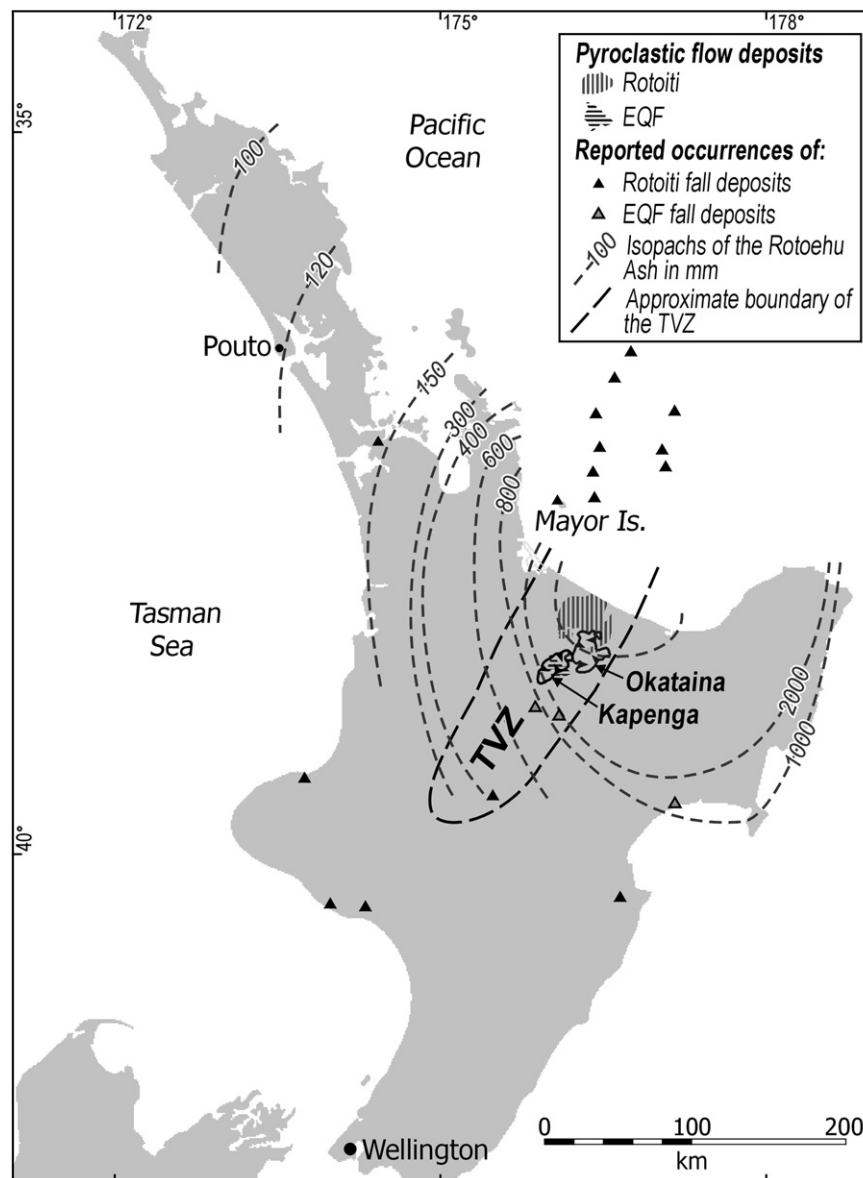 172°
175°
178°
35°
40°
Pyroclastic flow deposits
Rotoiti
EQF
Reported occurrences of:
Rotoiti fall deposits
EQF fall deposits
100
Isopachs of the Rotoehu
Ash in mm
Approximate boundary of
the TVZ
Pacific
Ocean
100
120
Pouto
150
300
400
600
800
Mayor Is.
Tasman
Sea
Okataina
Kapenga
TVZ
2000
1000
Wellington
0
100
200
km